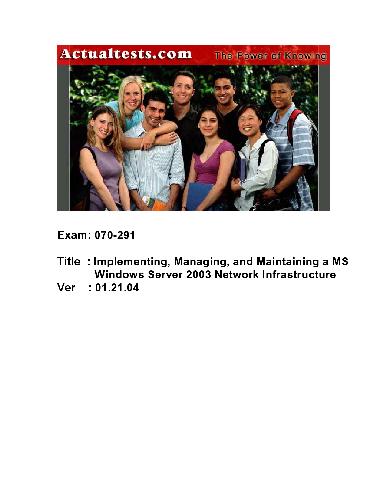 Actualtests.com The Power of Knowing
Exam: 070-291
Title : Implementing, Managing, and Maintaining a MS
Windows Server 2003 Network Infrastructure
Ver : 01.21.04